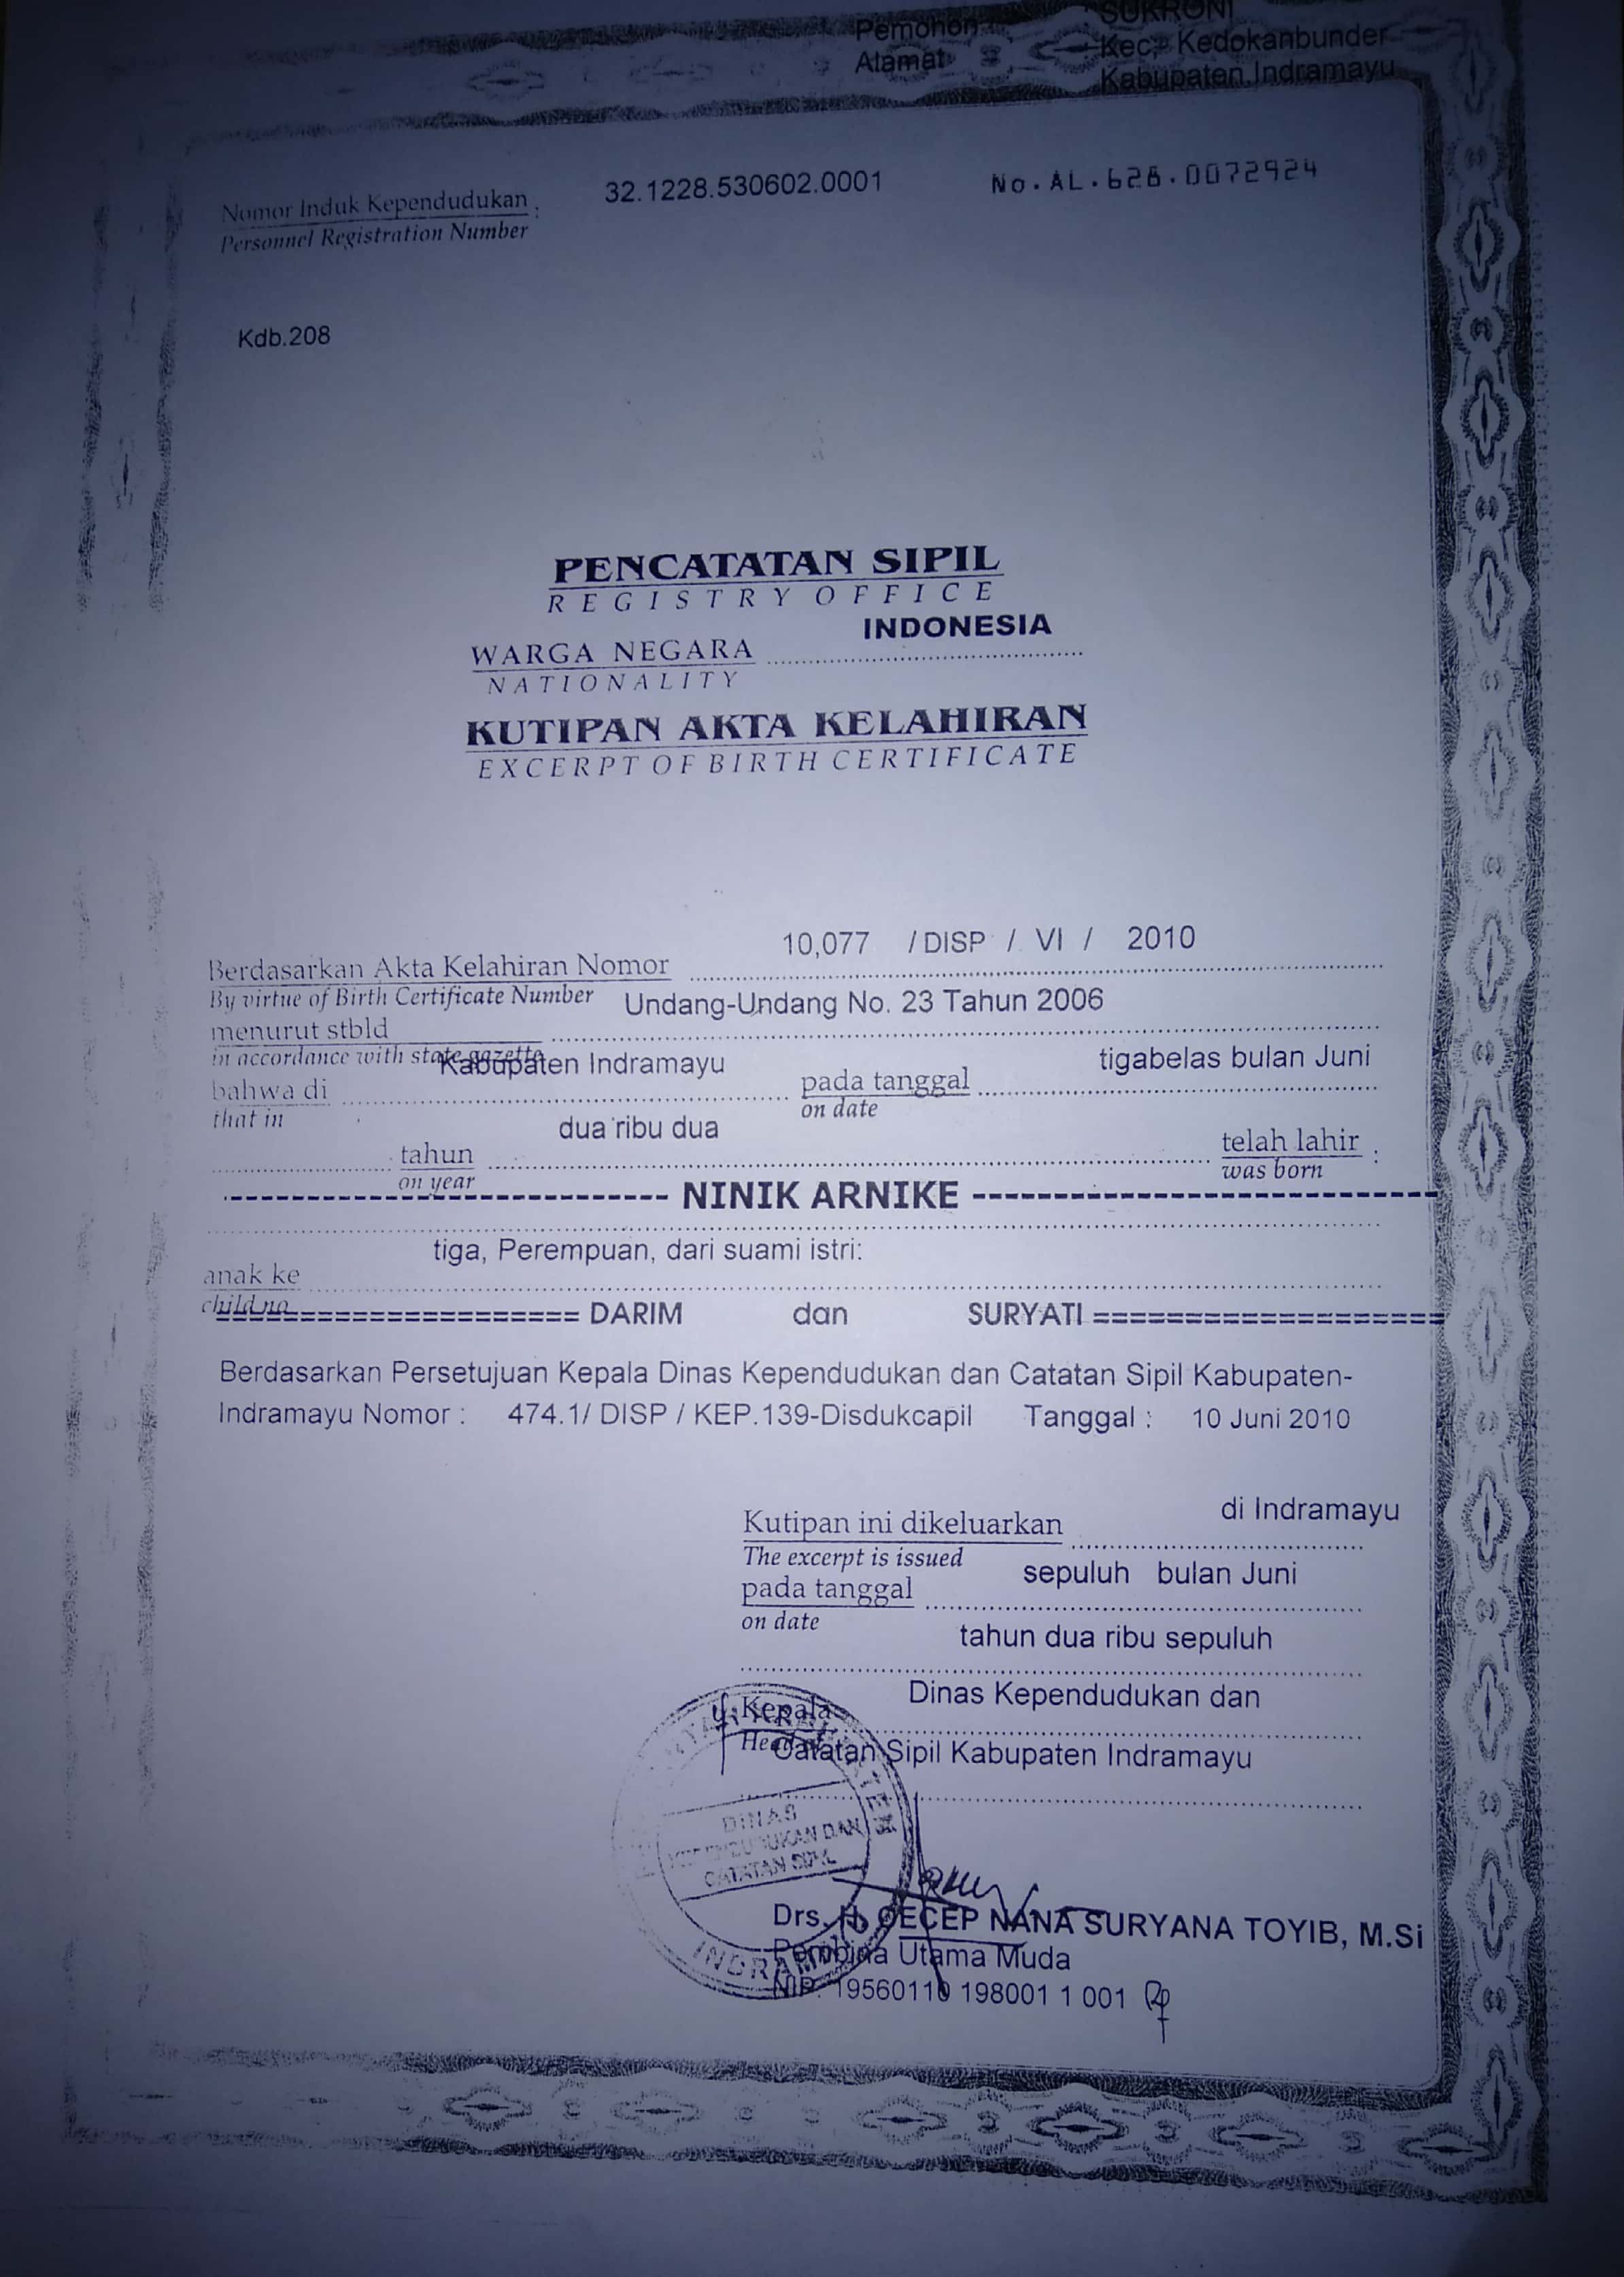 Pemohon SUKRONI
Alamat Kec. Kedokanbunder
Kabupaten Indramayu
Nomor Induk Kependudukan : 32.1228.530602.0001 No. AL. 628.0072924
Personnel Registration Number
Kdb.208
PENCATATAN SIPIL
REGISTRY OFFICE
WARGA NEGARA INDONESIA
NATIONALITY
KUTIPAN AKTA KELAHIRAN
EXCERPT OF BIRTH CERTIFICATE
Berdasarkan Akta Kelahiran Nomor 10,077 / DISP / VI / 2010
By virtue of Birth Certificate Number
menurut stbld Undang-Undang No. 23 Tahun 2006
in accordance with state gazette
bahwa di Kabupaten Indramayu pada tanggal tigabelas bulan Juni
that in on date
tahun dua ribu dua telah lahir :
on year was born
NINIK ARNIKE
anak ke tiga, Perempuan, dari suami istri:
child no
DARIM dan SURYATI
Berdasarkan Persetujuan Kepala Dinas Kependudukan dan Catatan Sipil Kabupaten-
Indramayu Nomor : 474.1/ DISP / KEP.139-Disdukcapil Tanggal : 10 Juni 2010
Kutipan ini dikeluarkan di Indramayu
The excerpt is issued
pada tanggal sepuluh bulan Juni
on date
tahun dua ribu sepuluh
Kepala Dinas Kependudukan dan
Head of Catatan Sipil Kabupaten Indramayu
DINAS
KEPENDUDUKAN DAN
CATATAN SIPIL
INDRAMAYU
Drs. H. CECEP NANA SURYANA TOYIB, M.Si
Pembina Utama Muda
NIP. 19560110 198001 1 001